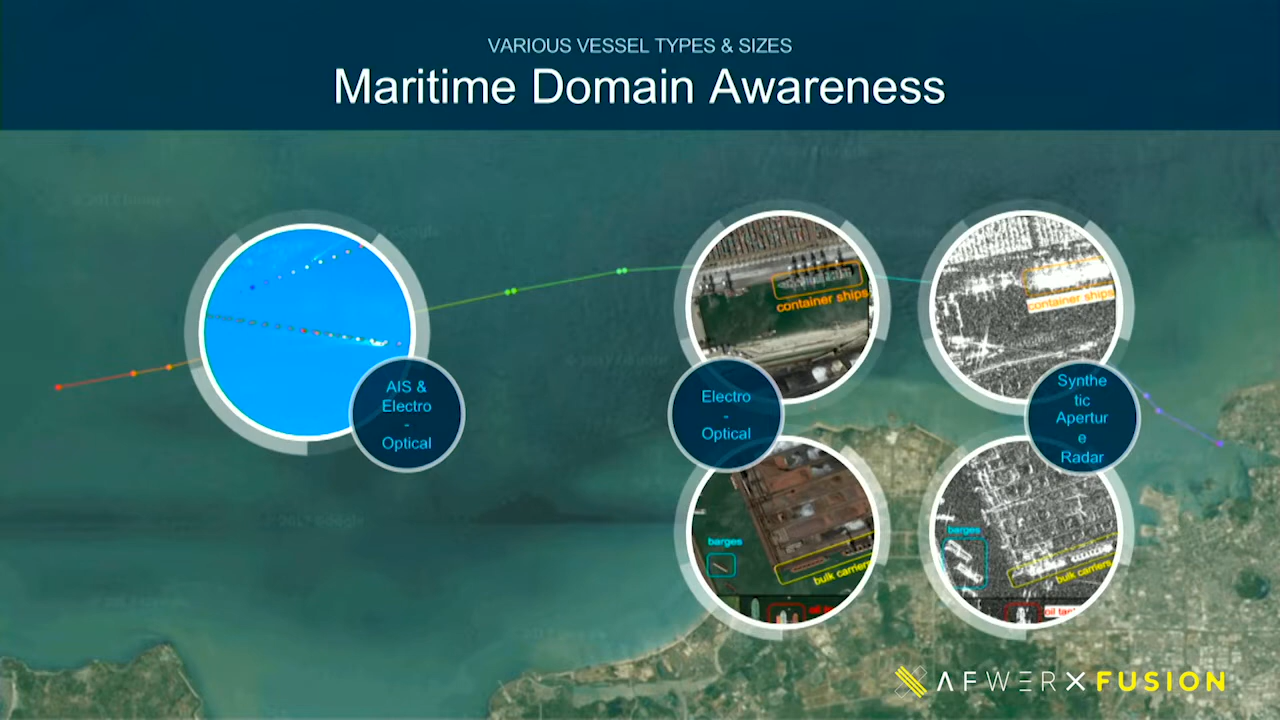 VARIOUS VESSEL TYPES & SIZES
Maritime Domain Awareness
AIS &
Electro
-
Optical
container ships
Electro
-
Optical
container ships
Synthe
tic
Apertur
e
Radar
barges
bulk carriers
barges
bulk carriers
AFWERX FUSION